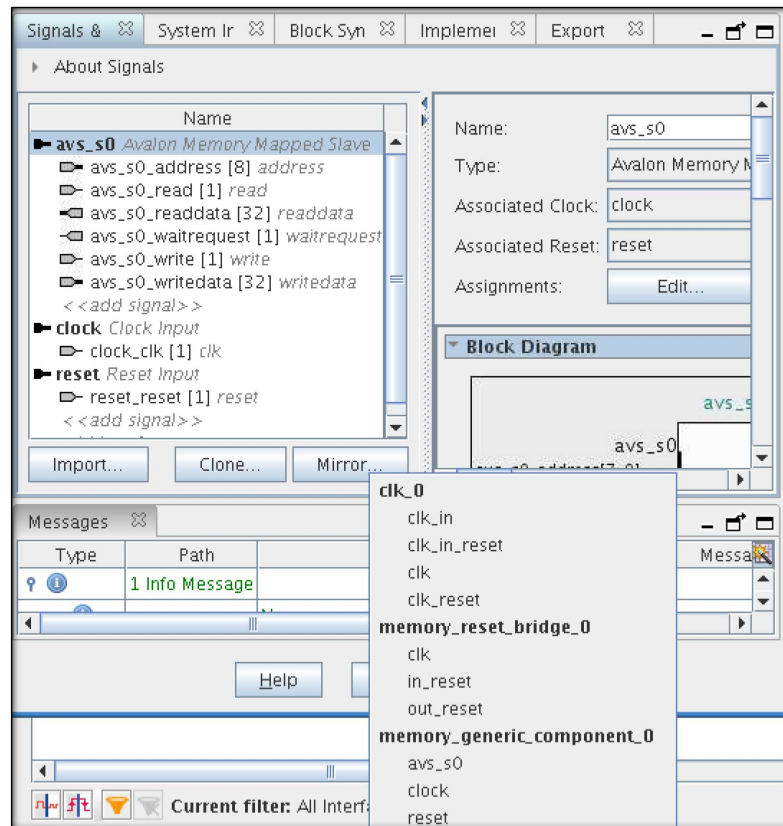 Signals & System Ir Block Syn Implemei Export
About Signals
Name
avs_s0 Avalon Memory Mapped Slave
avs_s0_address [8] address
avs_s0_read [1] read
avs_s0_readdata [32] readdata
avs_s0_waitrequest [1] waitrequest
avs_s0_write [1] write
avs_s0_writedata [32] writedata
<<add signal>>
clock Clock Input
clock_clk [1] clk
reset Reset Input
reset_reset [1] reset
<<add signal>>
Import... Clone... Mirror...
Name: avs_s0
Type: Avalon Memory M
Associated Clock: clock
Associated Reset: reset
Assignments: Edit...
Block Diagram
avs_s
avs_s0
clk_0
clk_in
clk_in_reset
clk
clk_reset
memory_reset_bridge_0
clk
in_reset
out_reset
memory_generic_component_0
avs_s0
clock
reset
Messages
Type Path Messa
1 Info Message
Help
Current filter: All Interfa